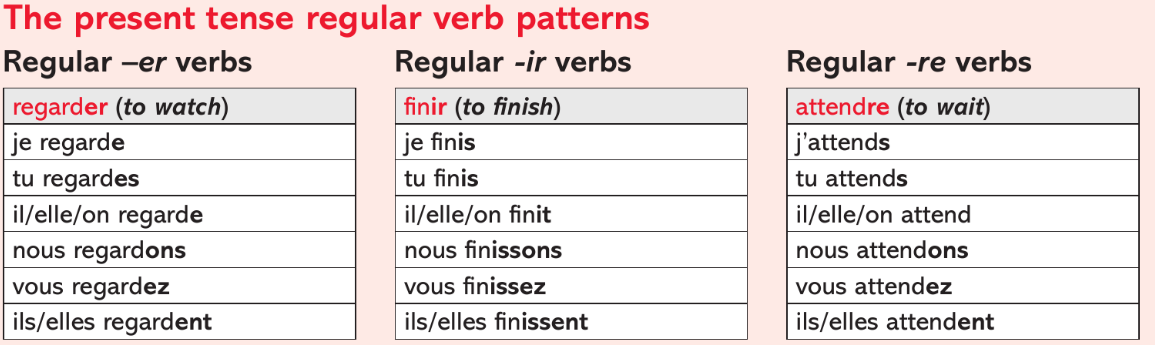 The present tense regular verb patterns
Regular –er verbs
regarder (to watch)
je regarde
tu regardes
il/elle/on regarde
nous regardons
vous regardez
ils/elles regardent
Regular -ir verbs
finir (to finish)
je finis
tu finis
il/elle/on finit
nous finissons
vous finissez
ils/elles finissent
Regular -re verbs
attendre (to wait)
j’attends
tu attends
il/elle/on attend
nous attendons
vous attendez
ils/elles attendent